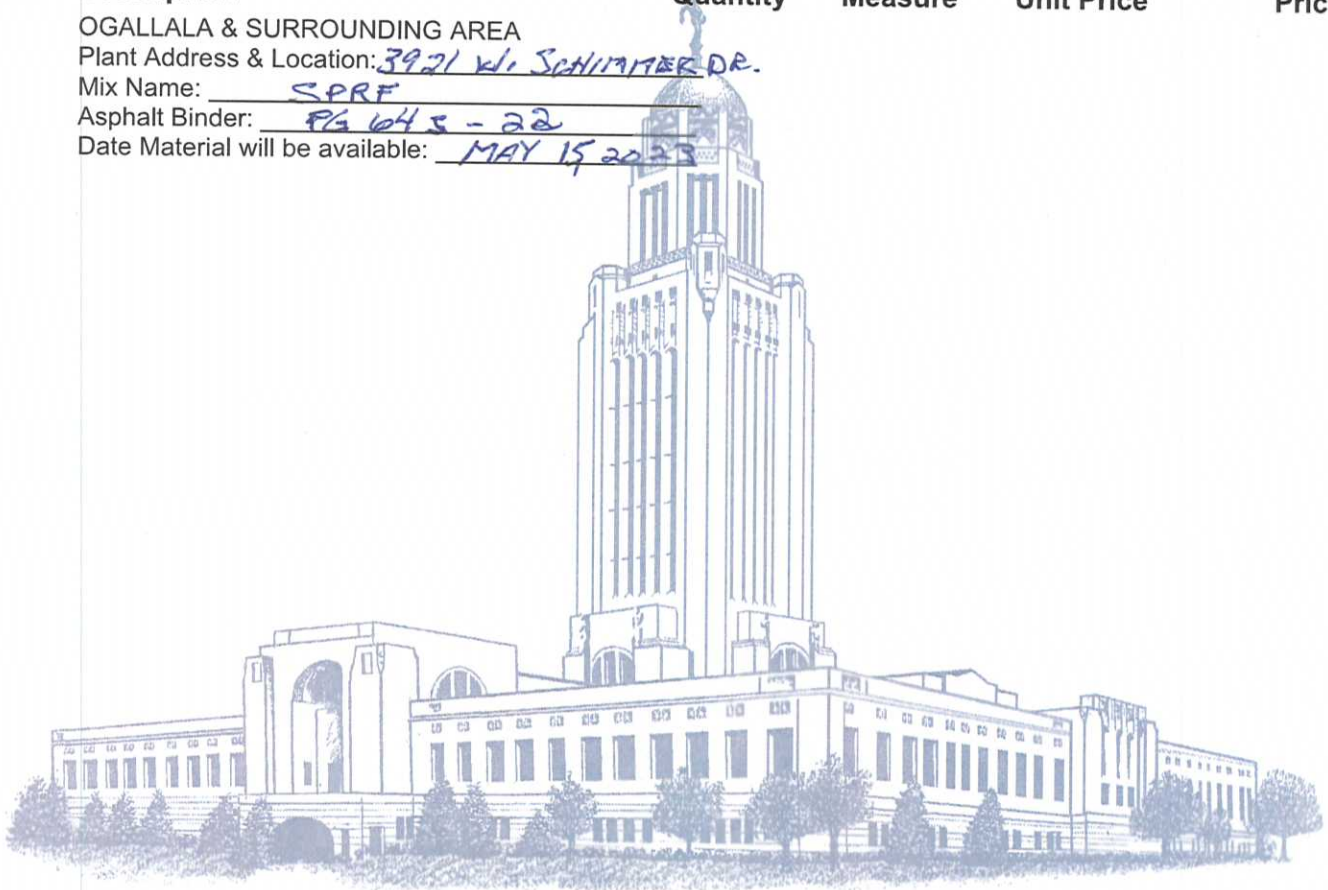 Quantity Measure Unit Price Pric
OGALLALA & SURROUNDING AREA
Plant Address & Location: 3921 W. SCHIMMER DR.
Mix Name: SPRF
Asphalt Binder: PG 64 S - 22
Date Material will be available: MAY 15, 2023